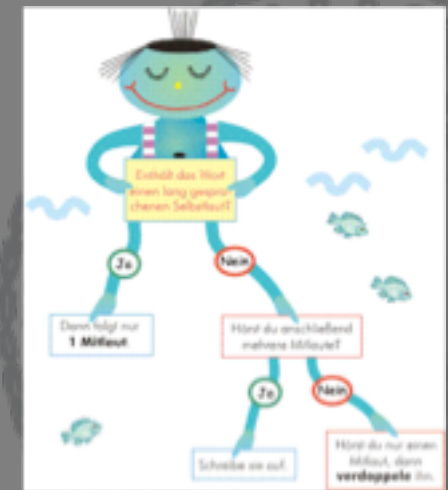 Enthält das Wort
einen lang gespro-
chenen Selbstlaut?
Ja
Nein
Dann folgt nur
1 Mitlaut.
Hörst du anschließend
mehrere Mitlaute?
Ja
Nein
Schreibe sie auf.
Hörst du nur einen
Mitlaut, dann
verdoppele ihn.